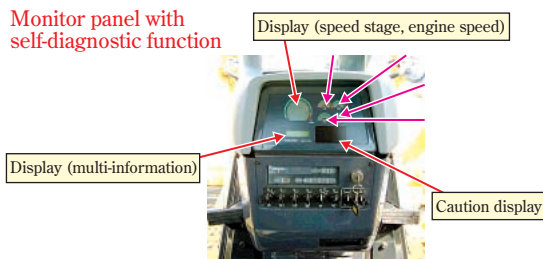 Monitor panel with
self-diagnostic function
Display (speed stage, engine speed)
Display (multi-information)
Caution display